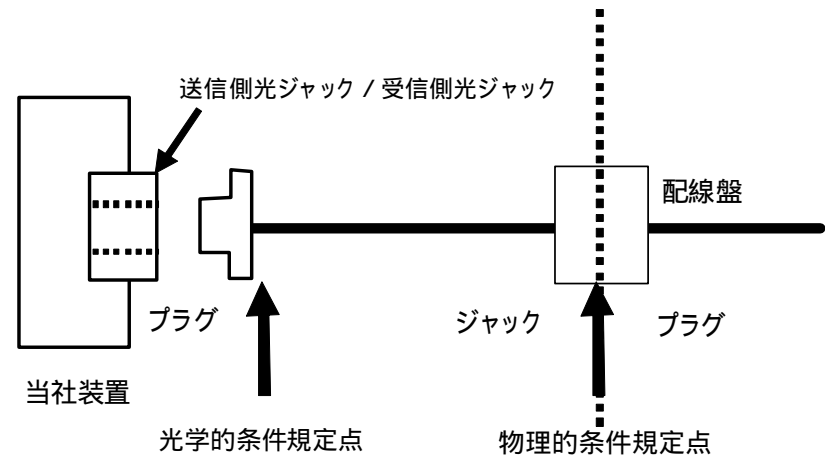 送信側光ジャック / 受信側光ジャック
配線盤
プラグ
ジャック
プラグ
当社装置
光学的条件規定点
物理的条件規定点